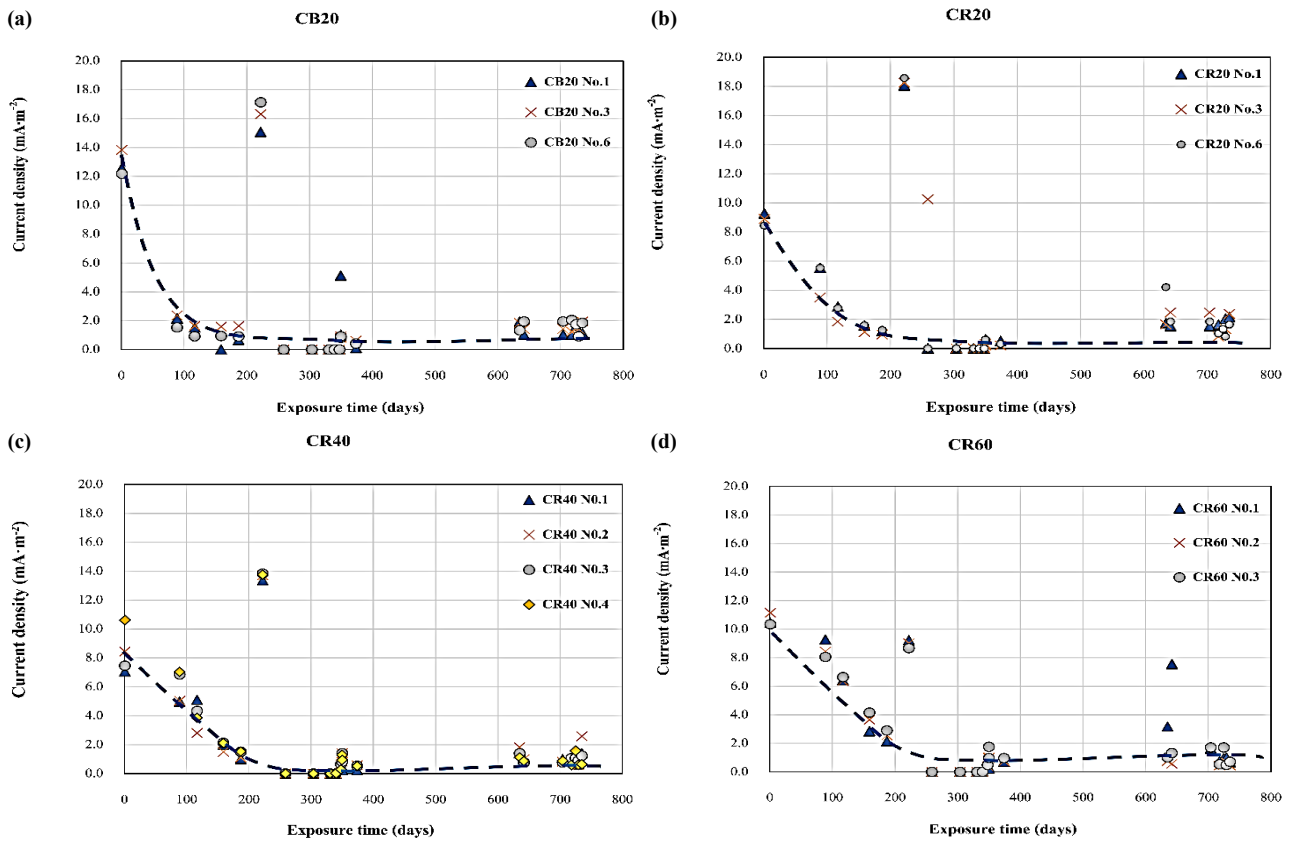 (a)
CB20
20.0
18.0
16.0
14.0
12.0
10.0
8.0
6.0
4.0
2.0
0.0
Current density (mA·m⁻²)
CB20 No.1
CB20 No.3
CB20 No.6
0 100 200 300 400 500 600 700 800
Exposure time (days)
(b)
CR20
20.0
18.0
16.0
14.0
12.0
10.0
8.0
6.0
4.0
2.0
0.0
Current density (mA·m⁻²)
CR20 No.1
CR20 No.3
CR20 No.6
0 100 200 300 400 500 600 700 800
Exposure time (days)
(c)
CR40
20.0
18.0
16.0
14.0
12.0
10.0
8.0
6.0
4.0
2.0
0.0
Current density (mA·m⁻²)
CR40 N0.1
CR40 N0.2
CR40 N0.3
CR40 N0.4
0 100 200 300 400 500 600 700 800
Exposure time (days)
(d)
CR60
20.0
18.0
16.0
14.0
12.0
10.0
8.0
6.0
4.0
2.0
0.0
Current density (mA·m⁻²)
CR60 N0.1
CR60 N0.2
CR60 N0.3
0 100 200 300 400 500 600 700 800
Exposure time (days)